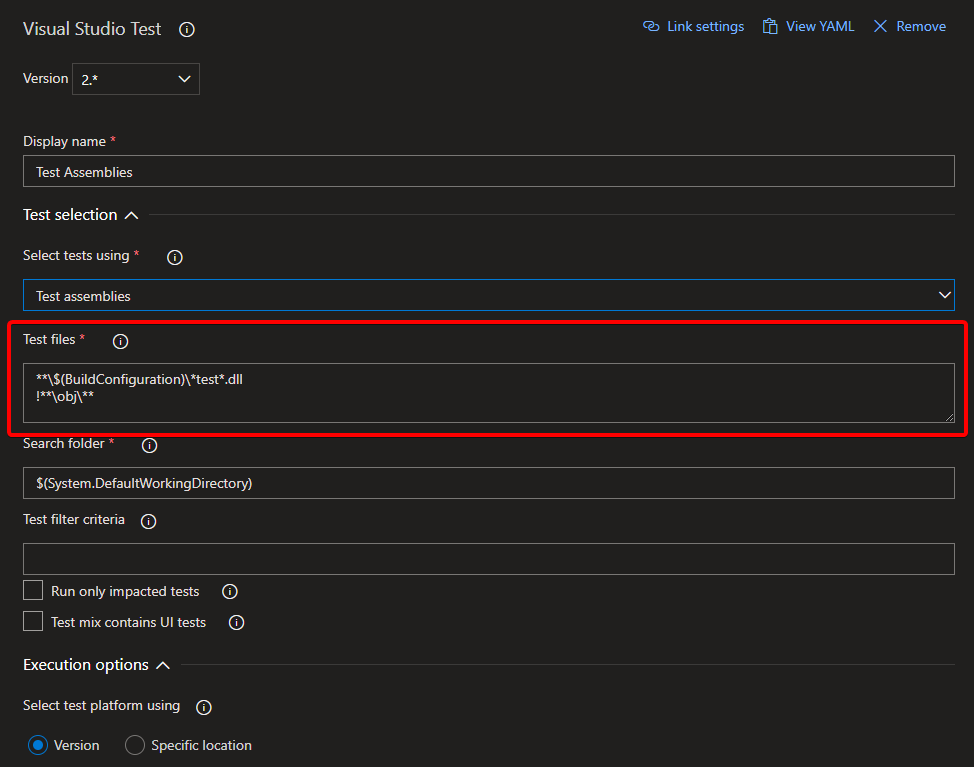 Visual Studio Test
Link settings
View YAML
Remove
Version
2.*
Display name *
Test Assemblies
Test selection
Select tests using *
Test assemblies
Test files *
**\$(BuildConfiguration)\*test*.dll
!**\obj\**
Search folder *
$(System.DefaultWorkingDirectory)
Test filter criteria
Run only impacted tests
Test mix contains UI tests
Execution options
Select test platform using
Version
Specific location